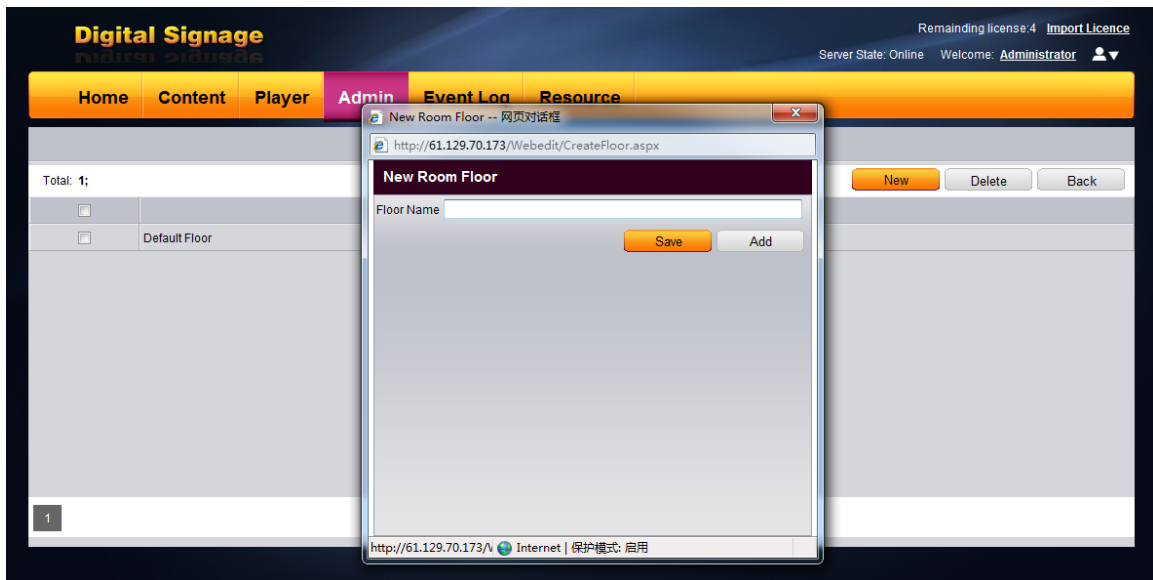 Digital Signage
Remainding license:4 Import Licence
Server State: Online Welcome: Administrator
Home Content Player Admin Event Log Resource
New Room Floor -- 网页对话框
http://61.129.70.173/Webedit/CreateFloor.aspx
Total: 1;
New Room Floor
New Delete Back
Floor Name
Default Floor
Save Add
1
http://61.129.70.173/\ Internet | 保护模式: 启用